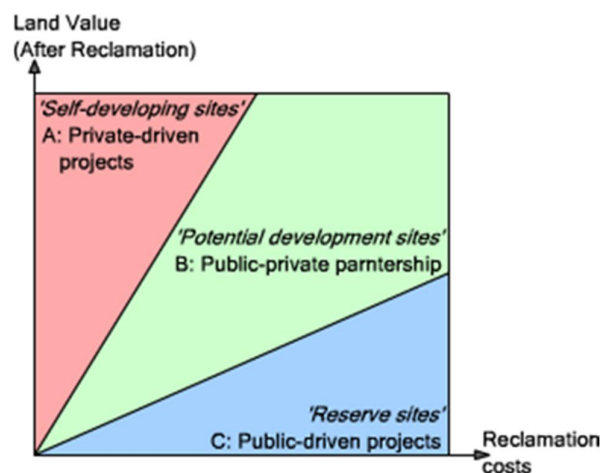 Land Value
(After Reclamation)
'Self-developing sites'
A: Private-driven
projects
'Potential development sites'
B: Public-private parntership
'Reserve sites'
C: Public-driven projects
Reclamation
costs